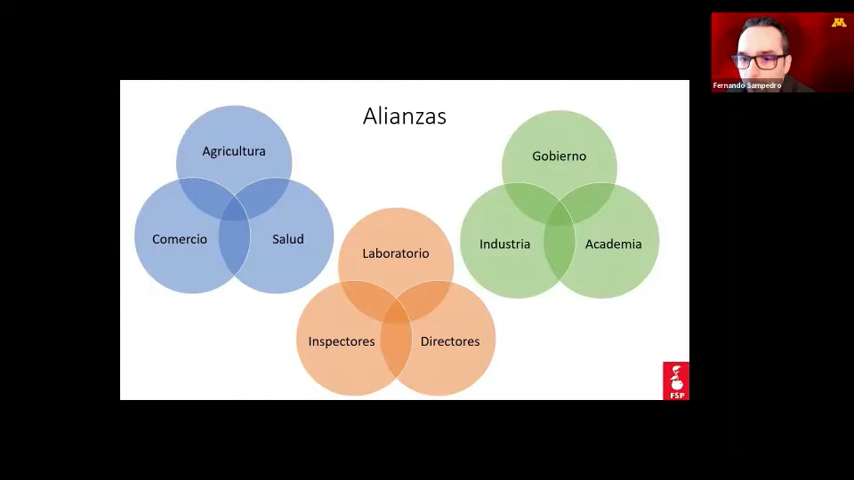 Alianzas
Agricultura
Comercio
Salud
Laboratorio
Inspectores
Directores
Gobierno
Industria
Academia
FSP
Fernando Sampedro
M